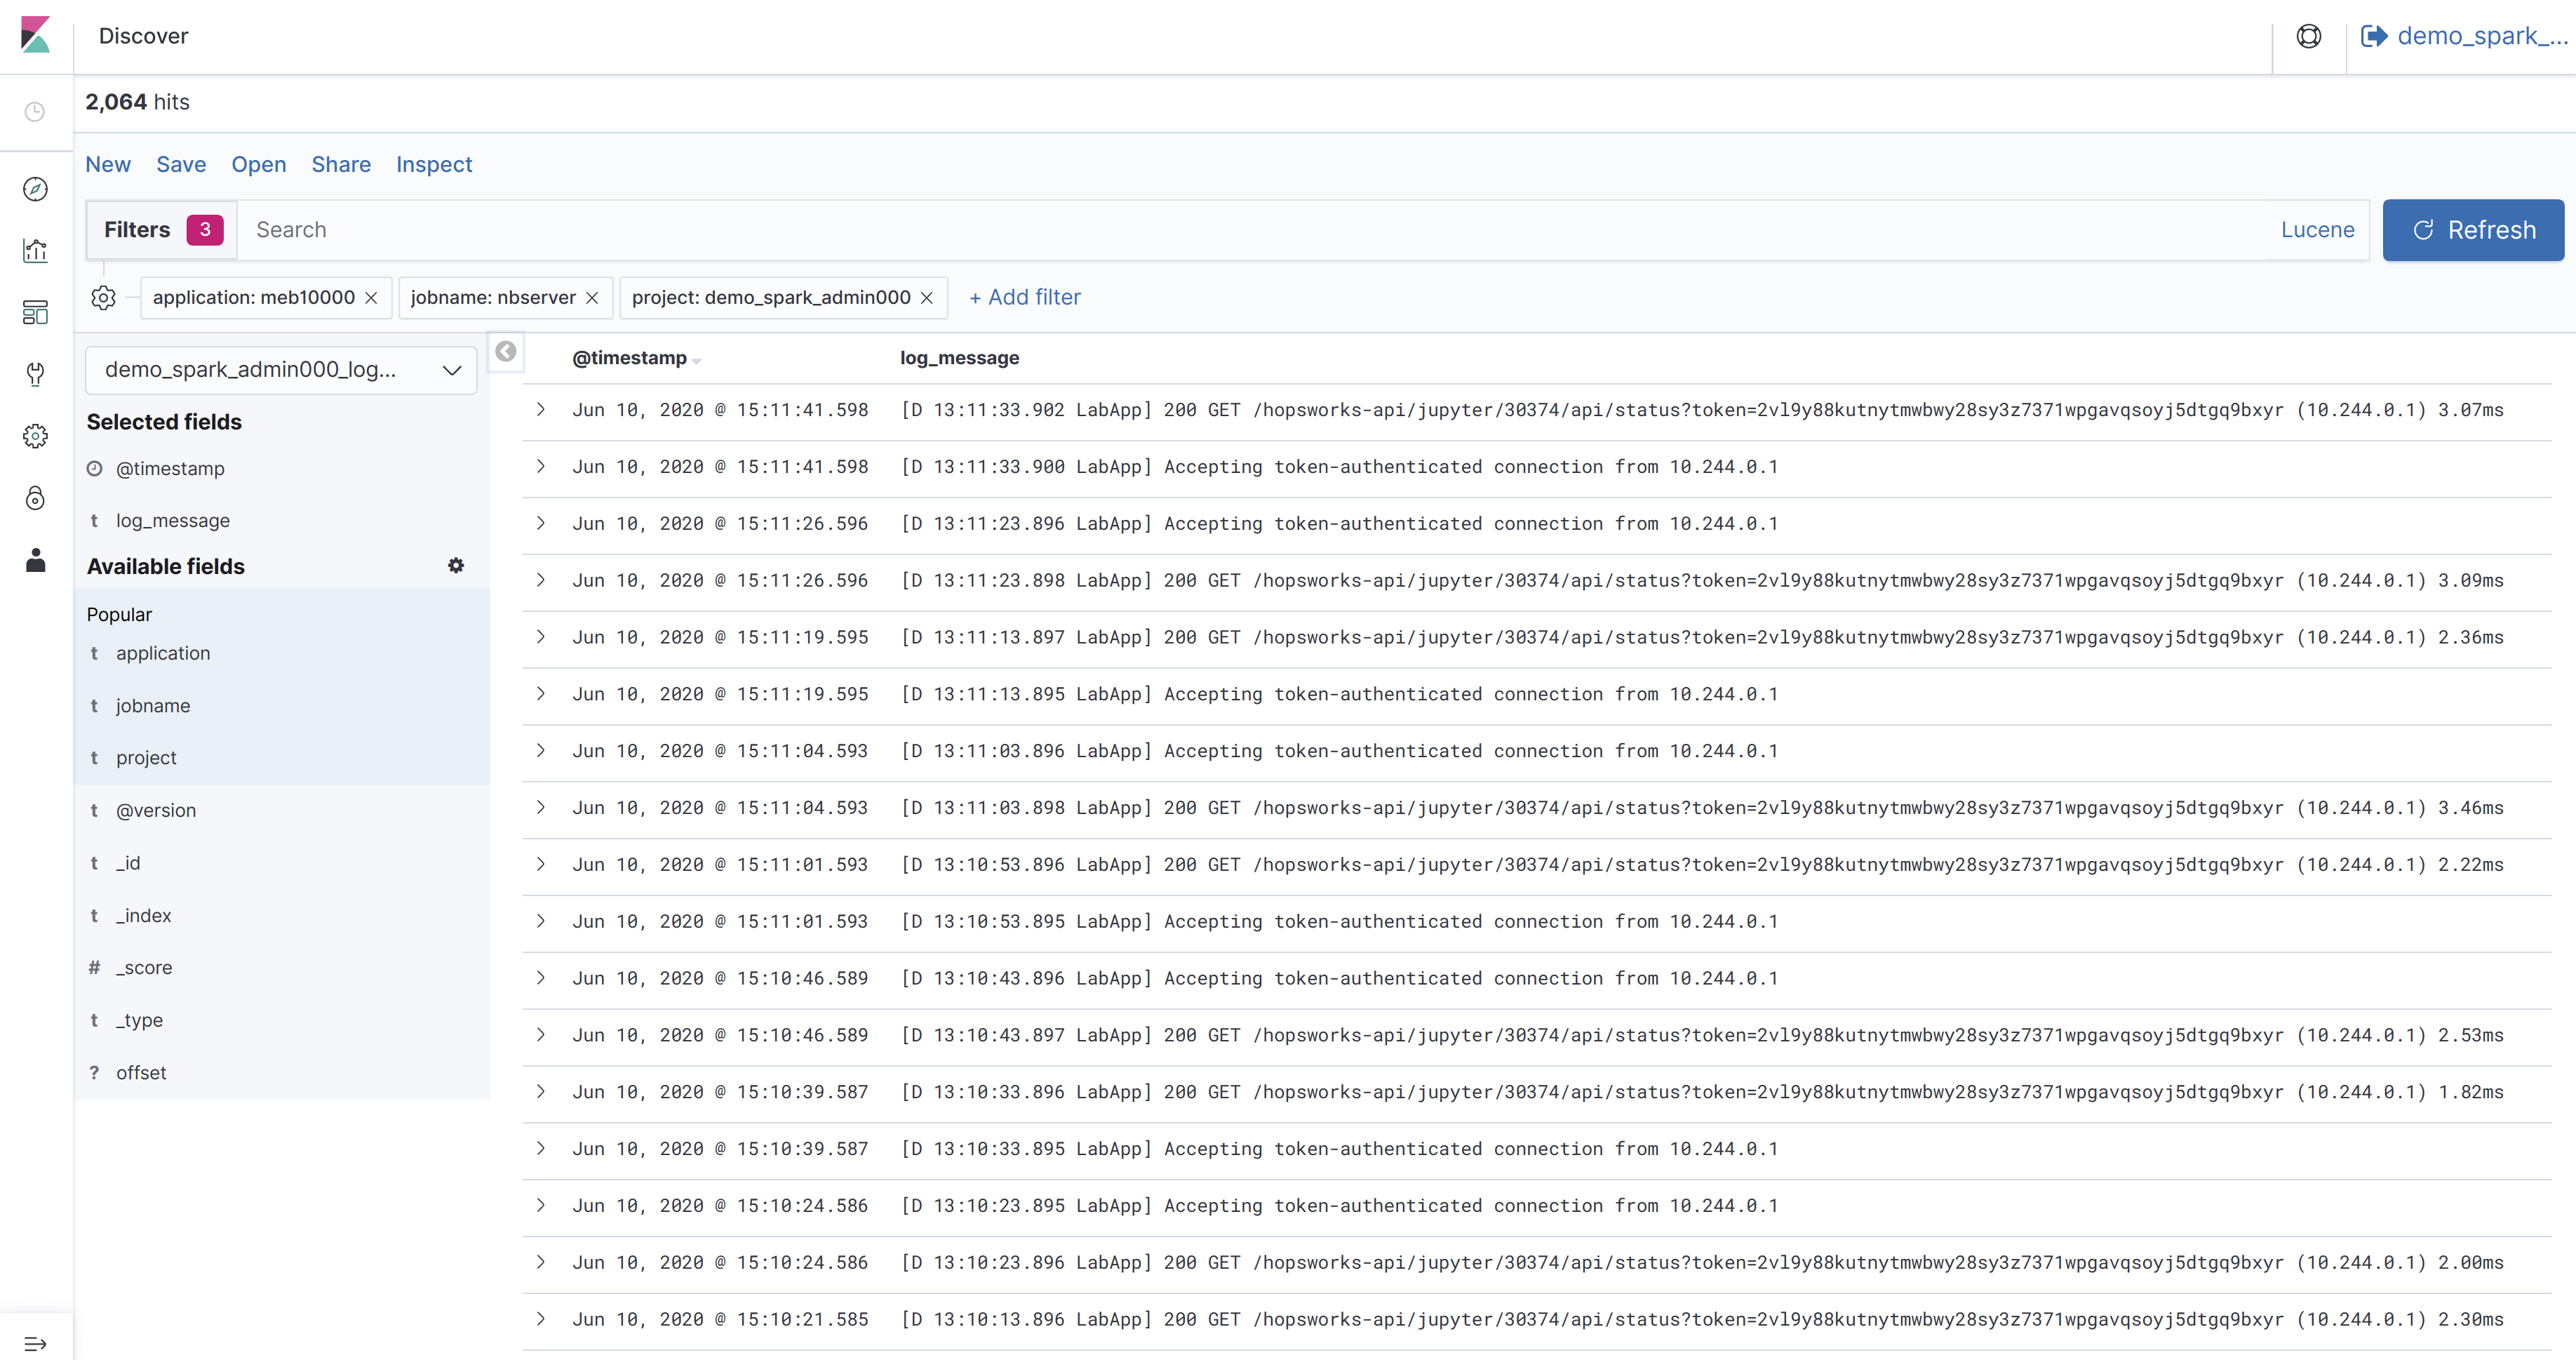 Discover
demo_spark_...
2,064 hits
New Save Open Share Inspect
Filters 3 Search Lucene Refresh
application: meb10000 jobname: nbserver project: demo_spark_admin000 + Add filter
demo_spark_admin000_log...
Selected fields
@timestamp
t log_message
Available fields
Popular
t application
t jobname
t project
t @version
t _id
t _index
# _score
t _type
? offset
@timestamp log_message
Jun 10, 2020 @ 15:11:41.598 [D 13:11:33.902 LabApp] 200 GET /hopsworks-api/jupyter/30374/api/status?token=2vl9y88kutnytmwbwy28sy3z7371wpgavqsoyj5dtgq9bxyr (10.244.0.1) 3.07ms
Jun 10, 2020 @ 15:11:41.598 [D 13:11:33.900 LabApp] Accepting token-authenticated connection from 10.244.0.1
Jun 10, 2020 @ 15:11:26.596 [D 13:11:23.896 LabApp] Accepting token-authenticated connection from 10.244.0.1
Jun 10, 2020 @ 15:11:26.596 [D 13:11:23.898 LabApp] 200 GET /hopsworks-api/jupyter/30374/api/status?token=2vl9y88kutnytmwbwy28sy3z7371wpgavqsoyj5dtgq9bxyr (10.244.0.1) 3.09ms
Jun 10, 2020 @ 15:11:19.595 [D 13:11:13.897 LabApp] 200 GET /hopsworks-api/jupyter/30374/api/status?token=2vl9y88kutnytmwbwy28sy3z7371wpgavqsoyj5dtgq9bxyr (10.244.0.1) 2.36ms
Jun 10, 2020 @ 15:11:19.595 [D 13:11:13.895 LabApp] Accepting token-authenticated connection from 10.244.0.1
Jun 10, 2020 @ 15:11:04.593 [D 13:11:03.896 LabApp] Accepting token-authenticated connection from 10.244.0.1
Jun 10, 2020 @ 15:11:04.593 [D 13:11:03.898 LabApp] 200 GET /hopsworks-api/jupyter/30374/api/status?token=2vl9y88kutnytmwbwy28sy3z7371wpgavqsoyj5dtgq9bxyr (10.244.0.1) 3.46ms
Jun 10, 2020 @ 15:11:01.593 [D 13:10:53.896 LabApp] 200 GET /hopsworks-api/jupyter/30374/api/status?token=2vl9y88kutnytmwbwy28sy3z7371wpgavqsoyj5dtgq9bxyr (10.244.0.1) 2.22ms
Jun 10, 2020 @ 15:11:01.593 [D 13:10:53.895 LabApp] Accepting token-authenticated connection from 10.244.0.1
Jun 10, 2020 @ 15:10:46.589 [D 13:10:43.896 LabApp] Accepting token-authenticated connection from 10.244.0.1
Jun 10, 2020 @ 15:10:46.589 [D 13:10:43.897 LabApp] 200 GET /hopsworks-api/jupyter/30374/api/status?token=2vl9y88kutnytmwbwy28sy3z7371wpgavqsoyj5dtgq9bxyr (10.244.0.1) 2.53ms
Jun 10, 2020 @ 15:10:39.587 [D 13:10:33.896 LabApp] 200 GET /hopsworks-api/jupyter/30374/api/status?token=2vl9y88kutnytmwbwy28sy3z7371wpgavqsoyj5dtgq9bxyr (10.244.0.1) 1.82ms
Jun 10, 2020 @ 15:10:39.587 [D 13:10:33.895 LabApp] Accepting token-authenticated connection from 10.244.0.1
Jun 10, 2020 @ 15:10:24.586 [D 13:10:23.895 LabApp] Accepting token-authenticated connection from 10.244.0.1
Jun 10, 2020 @ 15:10:24.586 [D 13:10:23.896 LabApp] 200 GET /hopsworks-api/jupyter/30374/api/status?token=2vl9y88kutnytmwbwy28sy3z7371wpgavqsoyj5dtgq9bxyr (10.244.0.1) 2.00ms
Jun 10, 2020 @ 15:10:21.585 [D 13:10:13.896 LabApp] 200 GET /hopsworks-api/jupyter/30374/api/status?token=2vl9y88kutnytmwbwy28sy3z7371wpgavqsoyj5dtgq9bxyr (10.244.0.1) 2.30ms